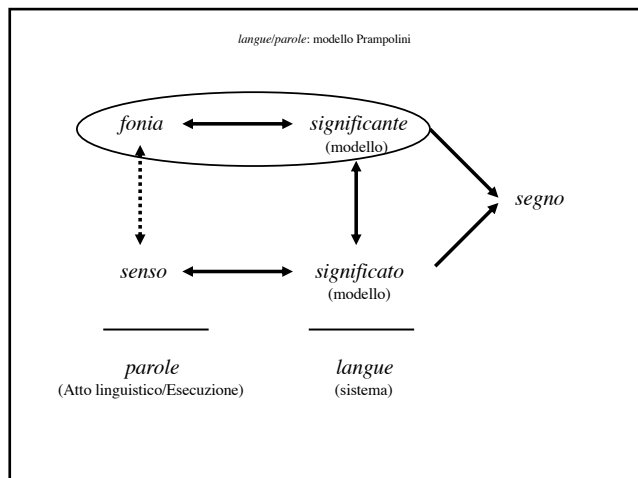 langue/parole: modello Prampolini
fonia significante
(modello)
segno
senso significato
(modello)
parole langue
(Atto linguistico/Esecuzione) (sistema)